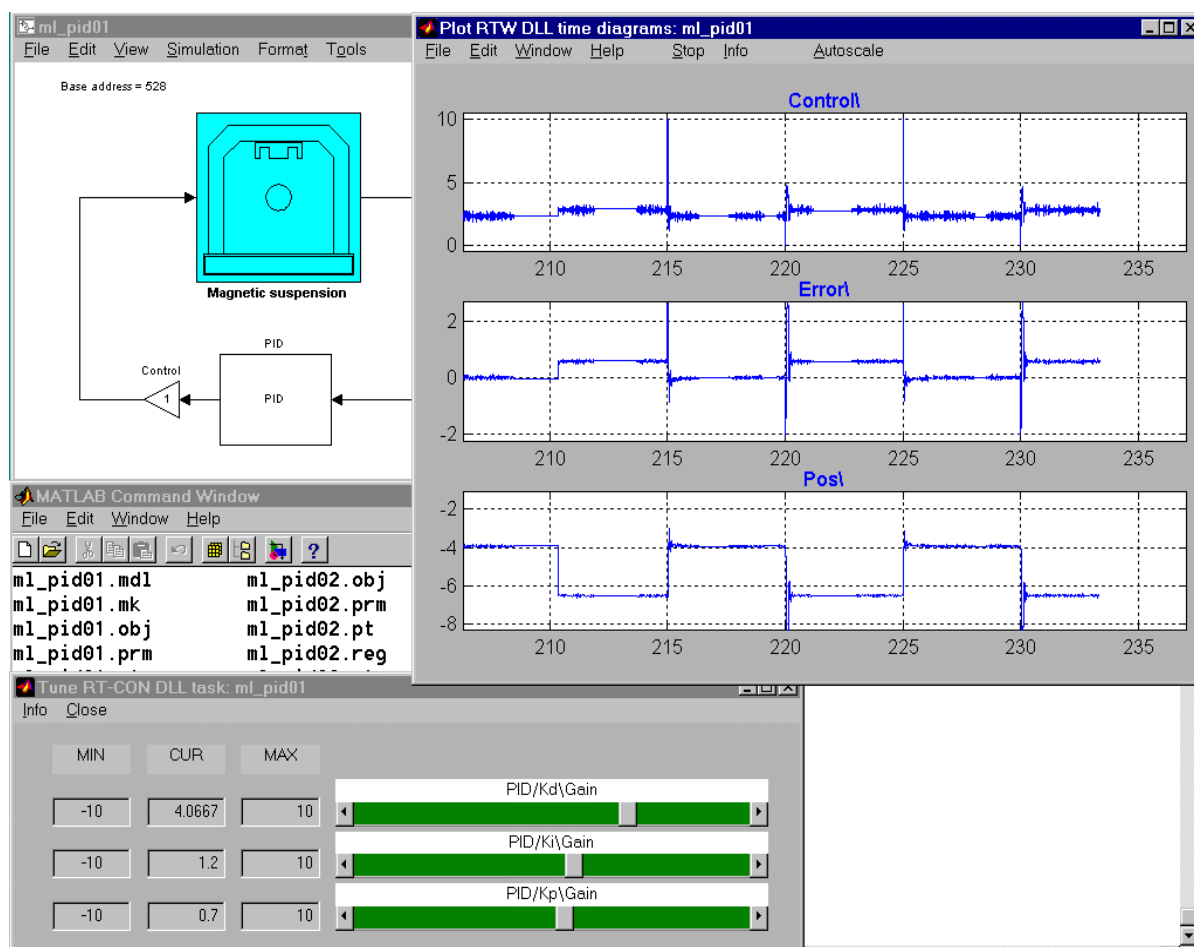 ml_pid01
File Edit View Simulation Format Tools
Base address = 528
Magnetic suspension
PID
Control
1
PID
Plot RTW DLL time diagrams: ml_pid01
File Edit Window Help Stop Info Autoscale
Control\
10
5
0
210 215 220 225 230 235
Error\
2
0
-2
210 215 220 225 230 235
Pos\
-2
-4
-6
-8
210 215 220 225 230 235
MATLAB Command Window
File Edit Window Help
ml_pid01.mdl ml_pid02.obj
ml_pid01.mk ml_pid02.prm
ml_pid01.obj ml_pid02.pt
ml_pid01.prm ml_pid02.reg
Tune RT-CON DLL task: ml_pid01
Info Close
MIN CUR MAX
PID/Kd\Gain
-10 4.0667 10
PID/Ki\Gain
-10 1.2 10
PID/Kp\Gain
-10 0.7 10